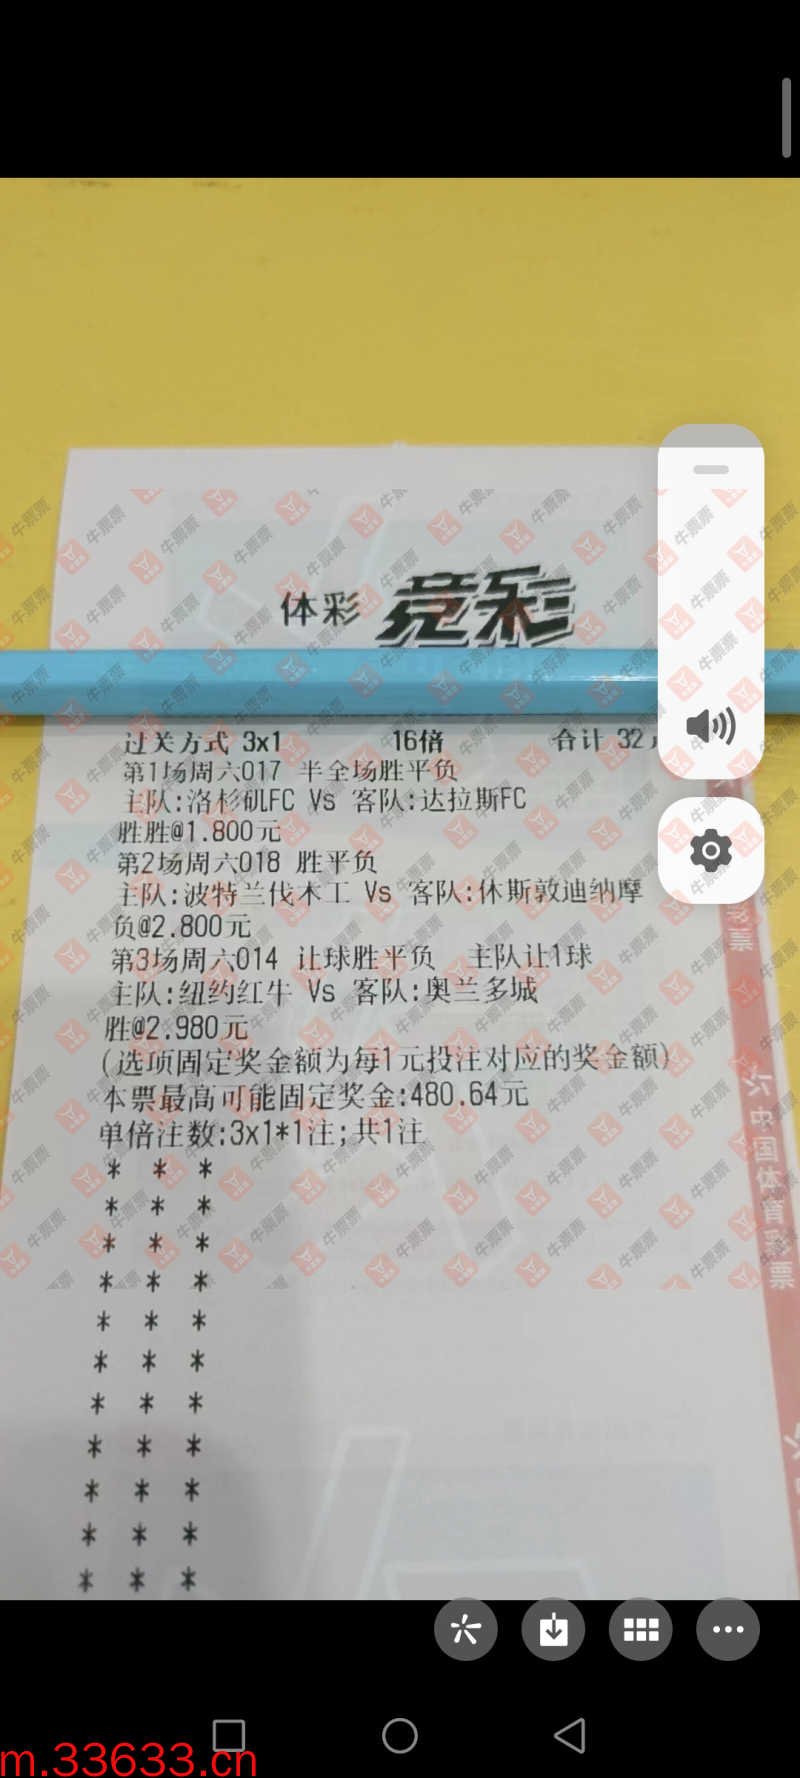 体彩 竞彩
过关方式 3x1 16倍 合计 32
第1场周六017 半全场胜平负
主队:洛杉矶FC Vs 客队:达拉斯FC
胜胜@1.800元
第2场周六018 胜平负
主队:波特兰伐木工 Vs 客队:休斯敦迪纳摩
负@2.800元
第3场周六014 让球胜平负 主队让1球
主队:纽约红牛 Vs 客队:奥兰多城
胜@2.980元
(选项固定奖金额为每1元投注对应的奖金额)
本票最高可能固定奖金:480.64元
单倍注数:3x1*1注;共1注
* * *
* * *
* * *
* * *
* * *
* * *
* * *
* * *
* * *
* * *
* * *
票
中国体育彩票
牛票票
m.33633.cn